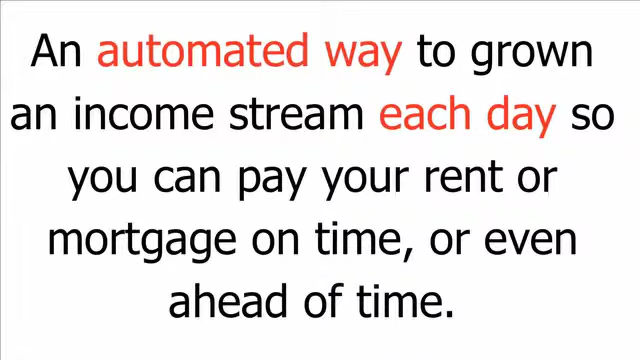 An automated way to grown
an income stream each day so
you can pay your rent or
mortgage on time, or even
ahead of time.